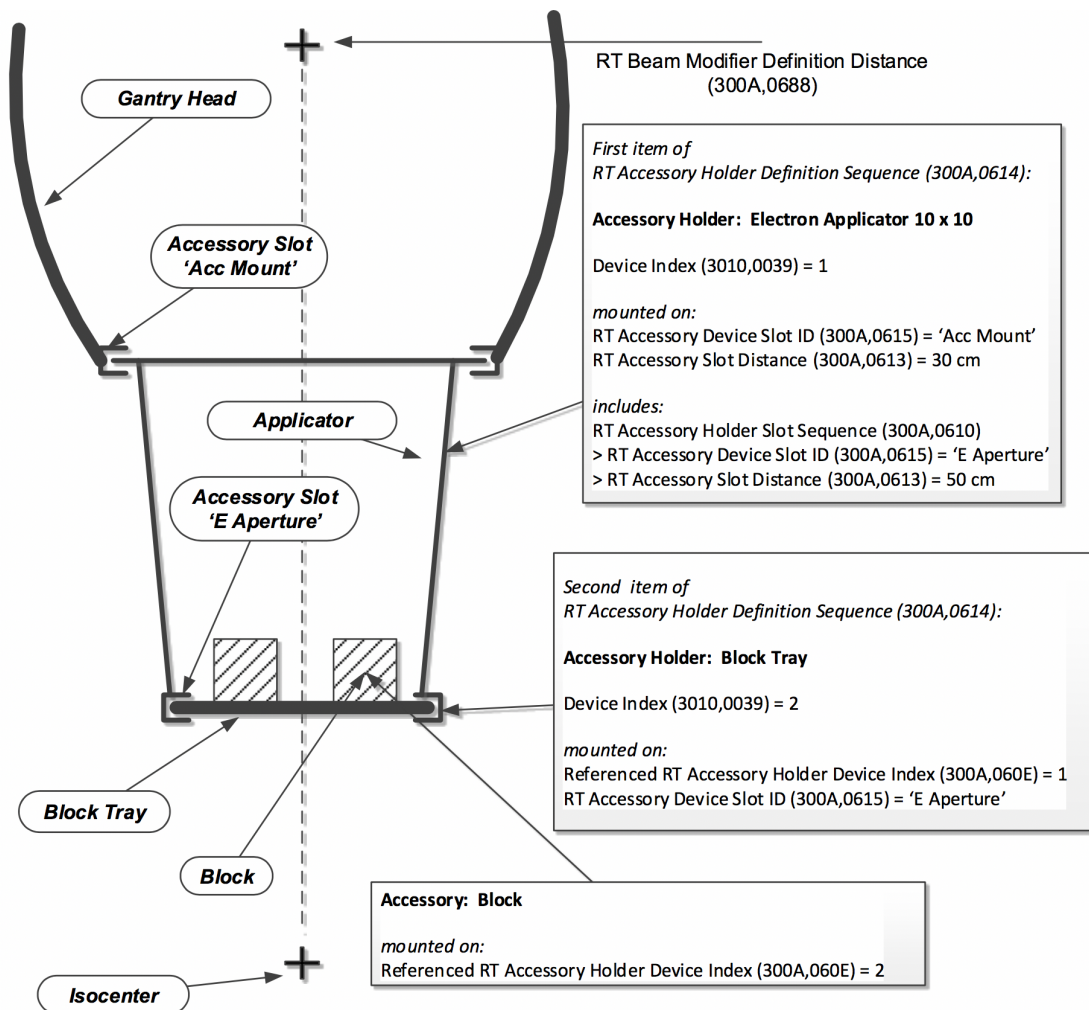 RT Beam Modifier Definition Distance
(300A,0688)
Gantry Head
First item of
RT Accessory Holder Definition Sequence (300A,0614):
Accessory Holder: Electron Applicator 10 x 10
Device Index (3010,0039) = 1
mounted on:
RT Accessory Device Slot ID (300A,0615) = ‘Acc Mount’
RT Accessory Slot Distance (300A,0613) = 30 cm
includes:
RT Accessory Holder Slot Sequence (300A,0610)
> RT Accessory Device Slot ID (300A,0615) = ‘E Aperture’
> RT Accessory Slot Distance (300A,0613) = 50 cm
Accessory Slot
‘Acc Mount’
Applicator
Accessory Slot
‘E Aperture’
Second item of
RT Accessory Holder Definition Sequence (300A,0614):
Accessory Holder: Block Tray
Device Index (3010,0039) = 2
mounted on:
Referenced RT Accessory Holder Device Index (300A,060E) = 1
RT Accessory Device Slot ID (300A,0615) = ‘E Aperture’
Block Tray
Block
Accessory: Block
mounted on:
Referenced RT Accessory Holder Device Index (300A,060E) = 2
Isocenter